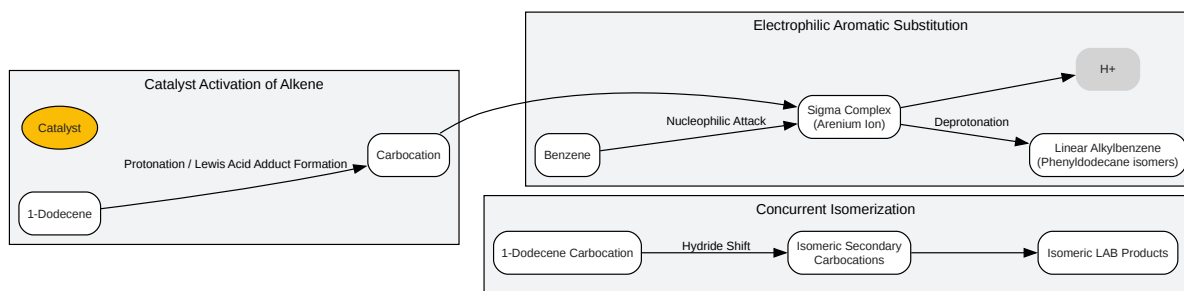 Catalyst Activation of Alkene
Catalyst
Protonation / Lewis Acid Adduct Formation
Carbocation
1-Dodecene
Electrophilic Aromatic Substitution
H+
Sigma Complex
(Arenium Ion)
Nucleophilic Attack
Deprotonation
Benzene
Linear Alkylbenzene
(Phenyldodecane isomers)
Concurrent Isomerization
1-Dodecene Carbocation
Hydride Shift
Isomeric Secondary
Carbocations
Isomeric LAB Products